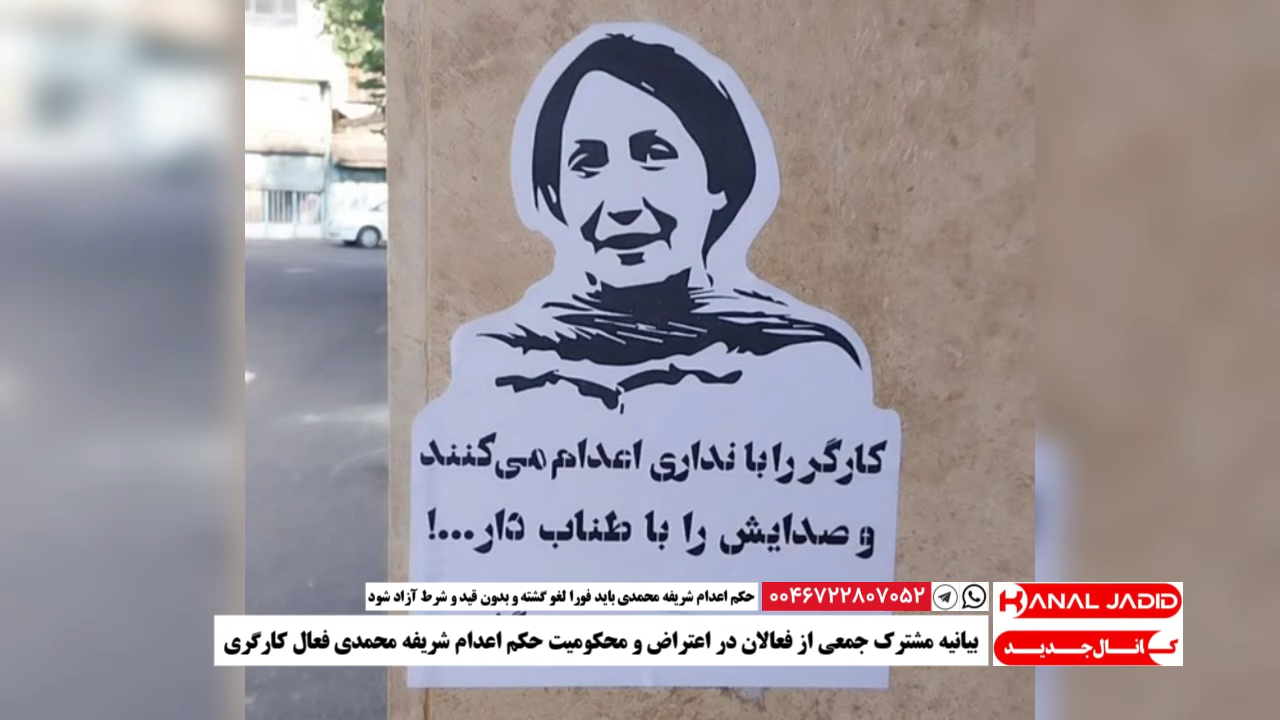 کارگر را با نداری اعدام می‌کنند
و صدایش را با طناب دار...!
حکم اعدام شریفه محمدی باید فورا لغو گشته و بدون قید و شرط آزاد شود
۰۰۴۶۷۲۲۸۰۷۰۵۲
KANAL JADID
بیانیه مشترک جمعی از فعالان در اعتراض و محکومیت حکم اعدام شریفه محمدی فعال کارگری
کانال جدید